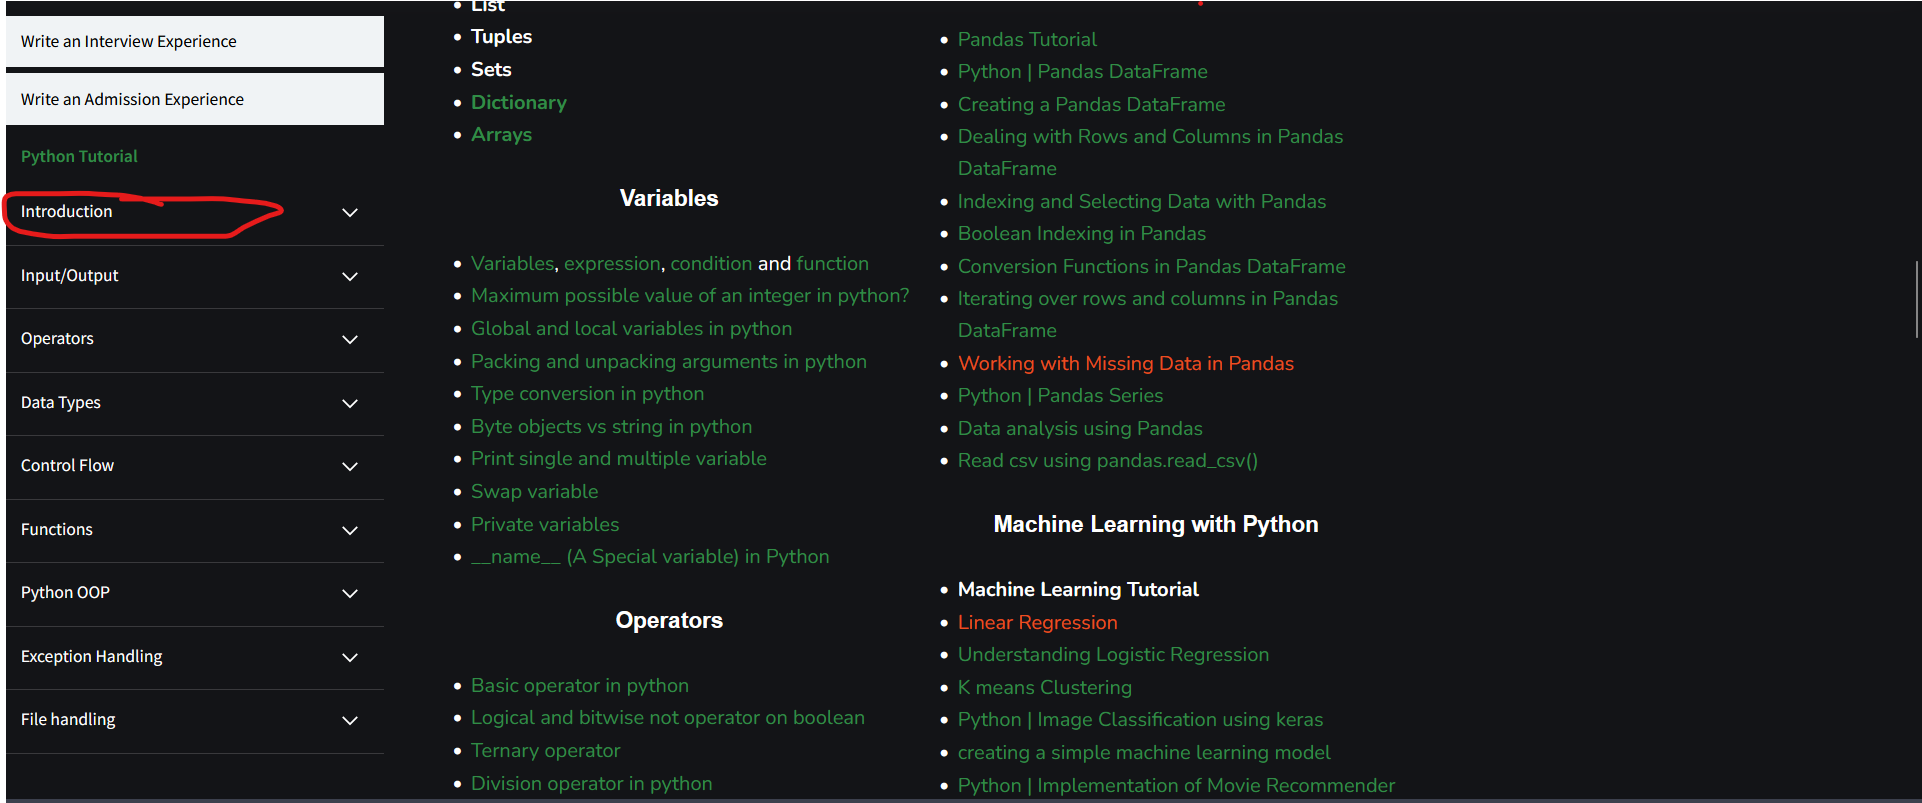 Write an Interview Experience
Write an Admission Experience
Python Tutorial
Introduction
Input/Output
Operators
Data Types
Control Flow
Functions
Python OOP
Exception Handling
File handling
List
Tuples
Sets
Dictionary
Arrays
Variables
Variables, expression, condition and function
Maximum possible value of an integer in python?
Global and local variables in python
Packing and unpacking arguments in python
Type conversion in python
Byte objects vs string in python
Print single and multiple variable
Swap variable
Private variables
__name__ (A Special variable) in Python
Operators
Basic operator in python
Logical and bitwise not operator on boolean
Ternary operator
Division operator in python
Pandas Tutorial
Python | Pandas DataFrame
Creating a Pandas DataFrame
Dealing with Rows and Columns in Pandas
DataFrame
Indexing and Selecting Data with Pandas
Boolean Indexing in Pandas
Conversion Functions in Pandas DataFrame
Iterating over rows and columns in Pandas
DataFrame
Working with Missing Data in Pandas
Python | Pandas Series
Data analysis using Pandas
Read csv using pandas.read_csv()
Machine Learning with Python
Machine Learning Tutorial
Linear Regression
Understanding Logistic Regression
K means Clustering
Python | Image Classification using keras
creating a simple machine learning model
Python | Implementation of Movie Recommender